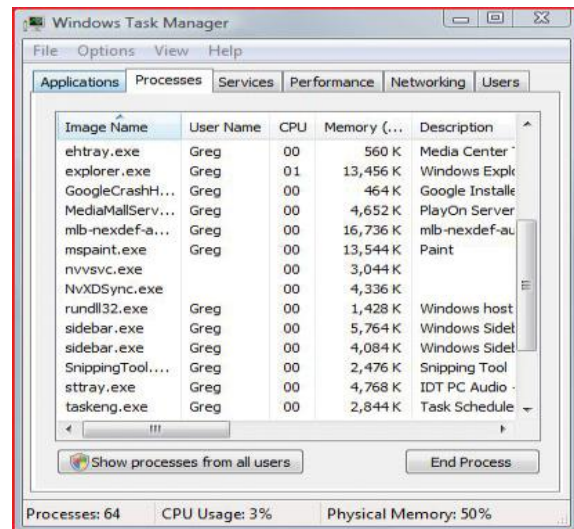 Windows Task Manager
File Options View Help
Applications Processes Services Performance Networking Users
Image Name User Name CPU Memory (... Description
ehtray.exe Greg 00 560 K Media Center
explorer.exe Greg 01 13,456 K Windows Explo
GoogleCrashH... Greg 00 464 K Google Installe
MediaMallServ... Greg 00 4,652 K PlayOn Server
mlb-nexdef-a... Greg 00 16,736 K mlb-nexdef-au
mspaint.exe Greg 00 13,544 K Paint
nvvsvc.exe 00 3,044 K
NvXDSync.exe 00 4,336 K
rundll32.exe Greg 00 1,428 K Windows host
sidebar.exe Greg 00 5,764 K Windows Sideb
sidebar.exe Greg 00 4,084 K Windows Sideb
SnippingTool.... Greg 00 2,476 K Snipping Tool
sttray.exe Greg 00 4,768 K IDT PC Audio -
taskeng.exe Greg 00 2,844 K Task Schedule
Show processes from all users End Process
Processes: 64 CPU Usage: 3% Physical Memory: 50%